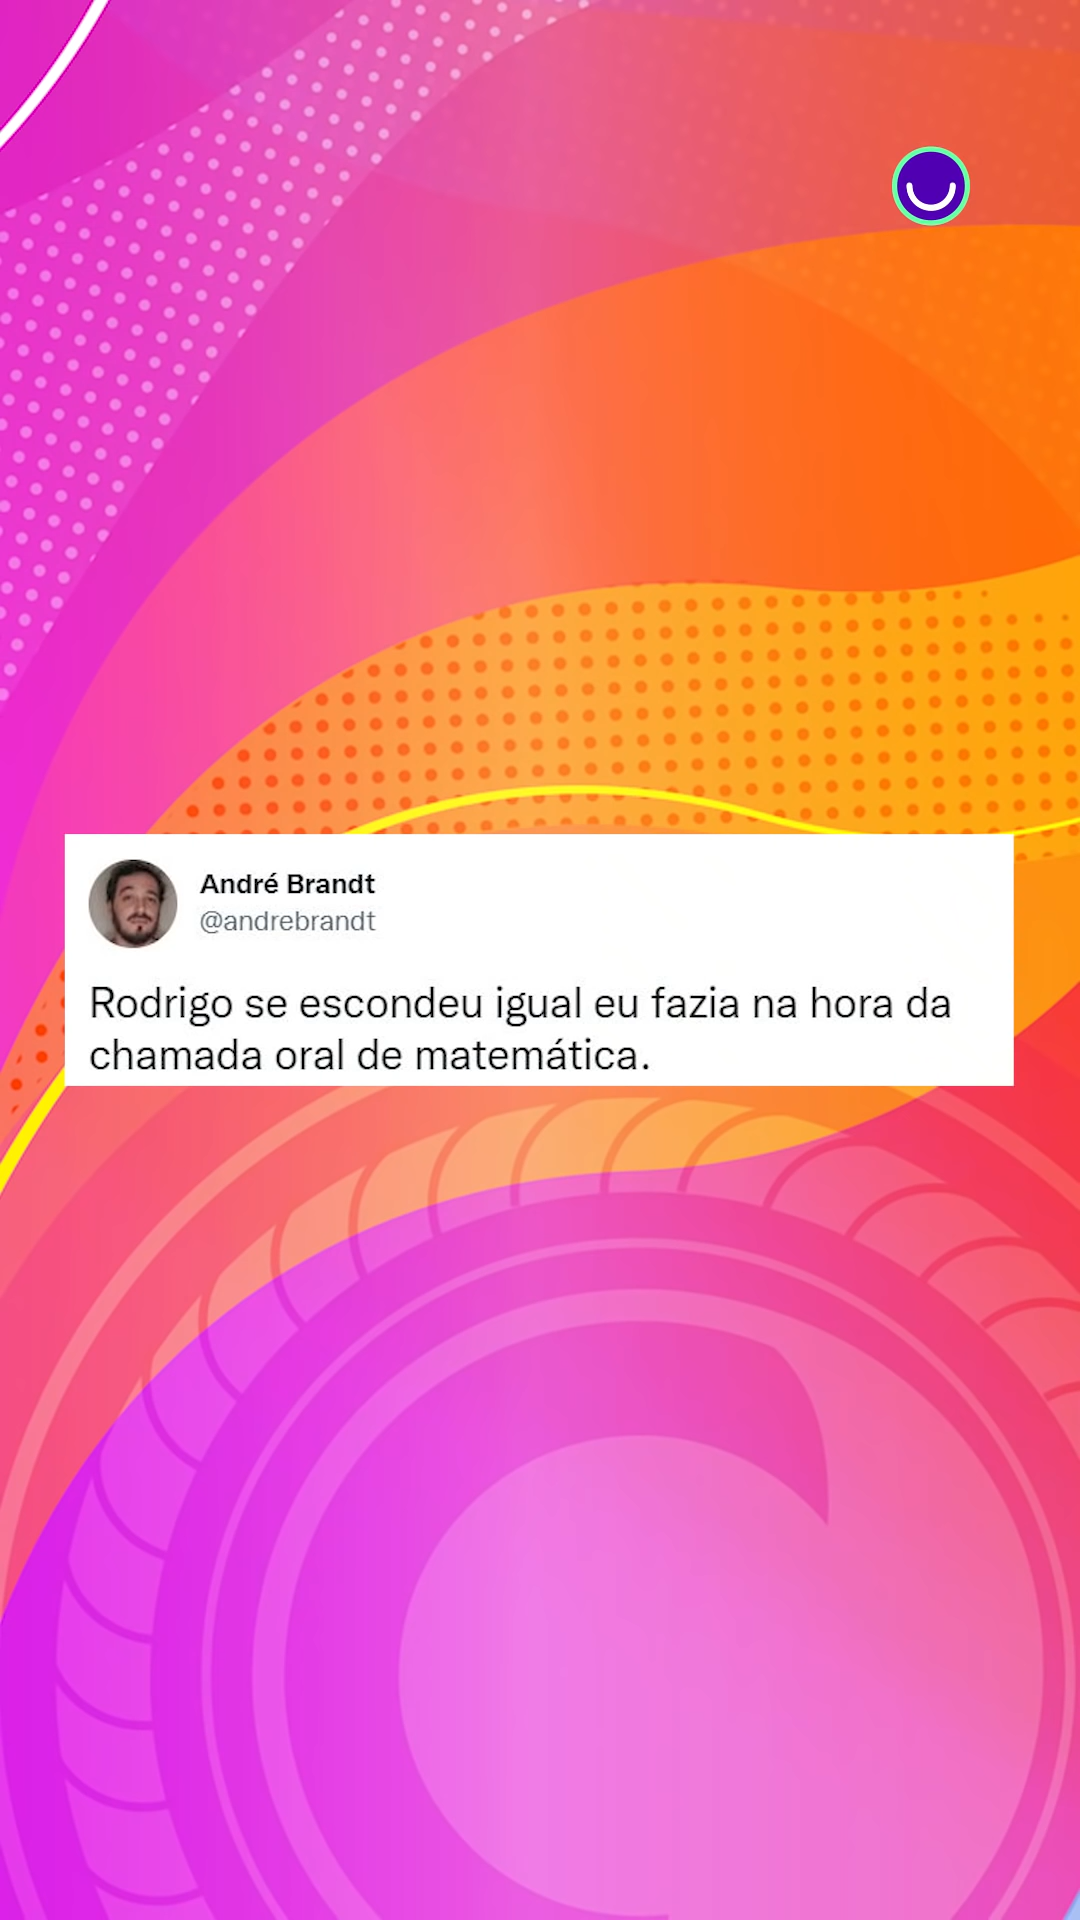 André Brandt
@andrebrandt
Rodrigo se escondeu igual eu fazia na hora da
chamada oral de matemática.